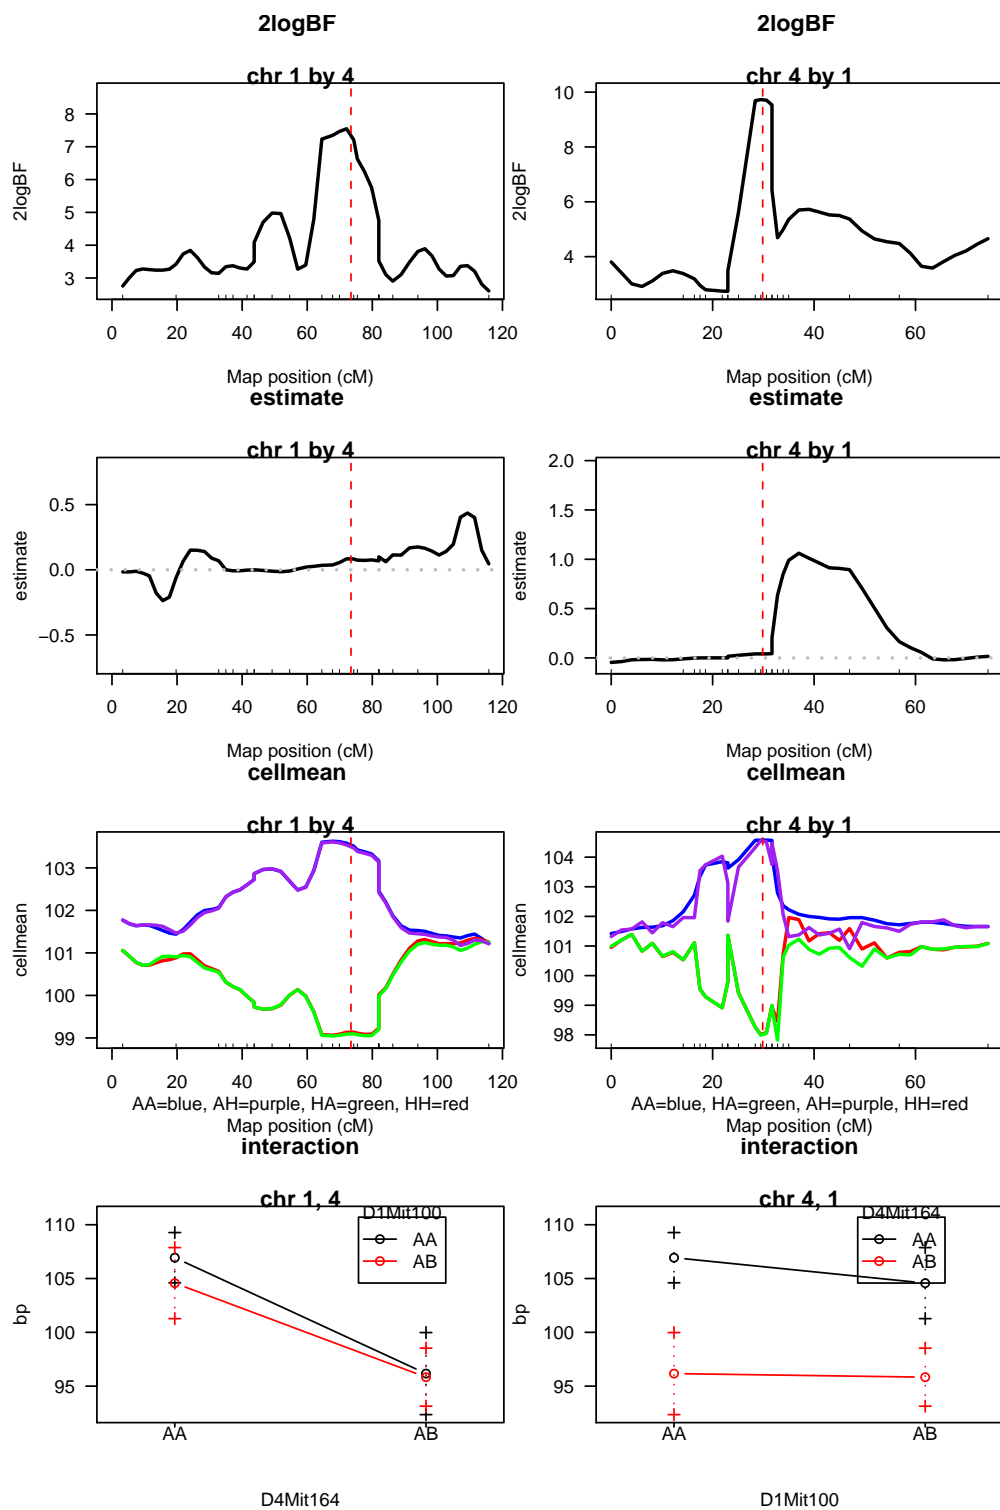 2logBF
2logBF
chr 1 by 4
chr 4 by 1
2logBF
3
4
5
6
7
8
0
20
40
60
80
100
120
Map position (cM)
2logBF
4
6
8
10
0
20
40
60
Map position (cM)
estimate
estimate
chr 1 by 4
chr 4 by 1
estimate
−0.5
0.0
0.5
0
20
40
60
80
100
120
Map position (cM)
estimate
0.0
0.5
1.0
1.5
2.0
0
20
40
60
Map position (cM)
cellmean
cellmean
chr 1 by 4
chr 4 by 1
cellmean
99
100
101
102
103
0
20
40
60
80
100
120
AA=blue, AH=purple, HA=green, HH=red
Map position (cM)
cellmean
98
99
100
101
102
103
104
0
20
40
60
AA=blue, HA=green, AH=purple, HH=red
Map position (cM)
interaction
interaction
chr 1, 4
chr 4, 1
bp
95
100
105
110
D1Mit100
AA
AB
AA
AB
D4Mit164
bp
95
100
105
110
D4Mit164
AA
AB
AA
AB
D1Mit100